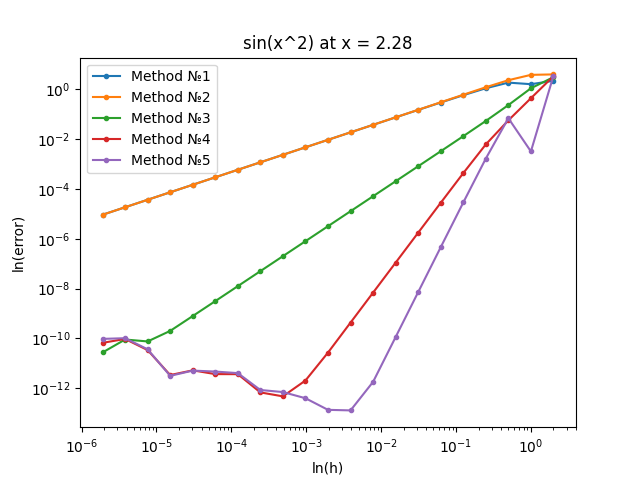 sin(x^2) at x = 2.28
Method №1
Method №2
Method №3
Method №4
Method №5
ln(error)
10^0
10^-2
10^-4
10^-6
10^-8
10^-10
10^-12
10^-6 10^-5 10^-4 10^-3 10^-2 10^-1 10^0
ln(h)